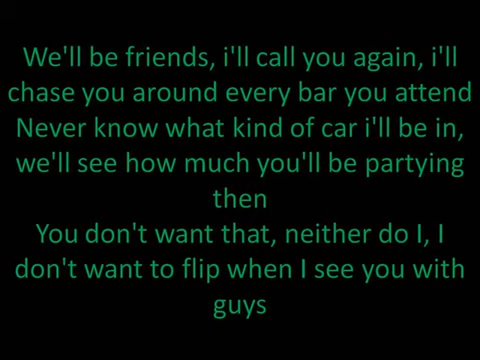 We'll be friends, i'll call you again, i'll
chase you around every bar you attend
Never know what kind of car i'll be in,
we'll see how much you'll be partying
then
You don't want that, neither do I, I
don't want to flip when I see you with
guys